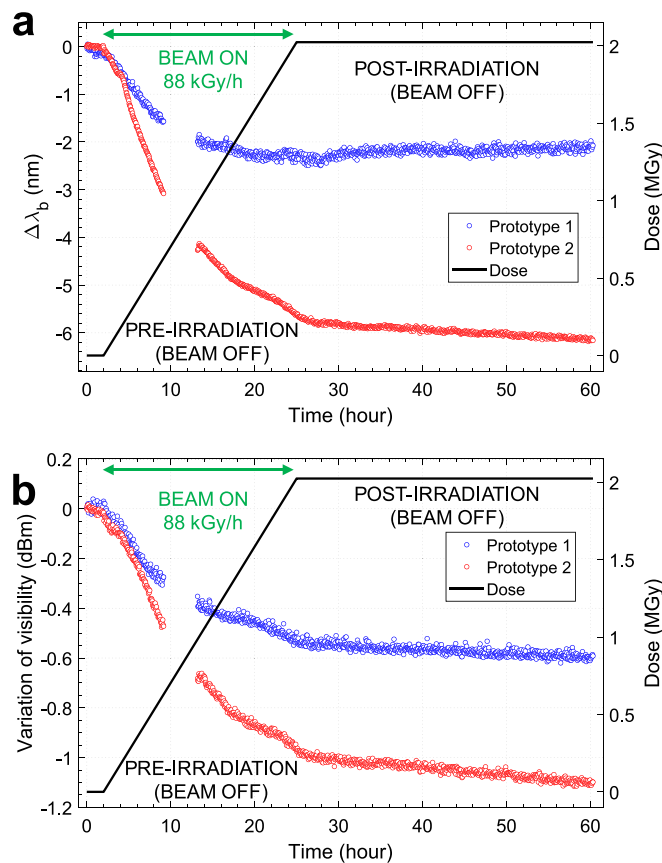 a
BEAM ON
88 kGy/h
POST-IRRADIATION
(BEAM OFF)
PRE-IRRADIATION
(BEAM OFF)
Prototype 1
Prototype 2
Dose
0
-1
-2
-3
-4
-5
-6
Δλb (nm)
2
1.5
1
0.5
0
Dose (MGy)
0 10 20 30 40 50 60
Time (hour)
b
BEAM ON
88 kGy/h
POST-IRRADIATION
(BEAM OFF)
PRE-IRRADIATION
(BEAM OFF)
Prototype 1
Prototype 2
Dose
0.2
0
-0.2
-0.4
-0.6
-0.8
-1
-1.2
Variation of visibility (dBm)
2
1.5
1
0.5
0
Dose (MGy)
0 10 20 30 40 50 60
Time (hour)